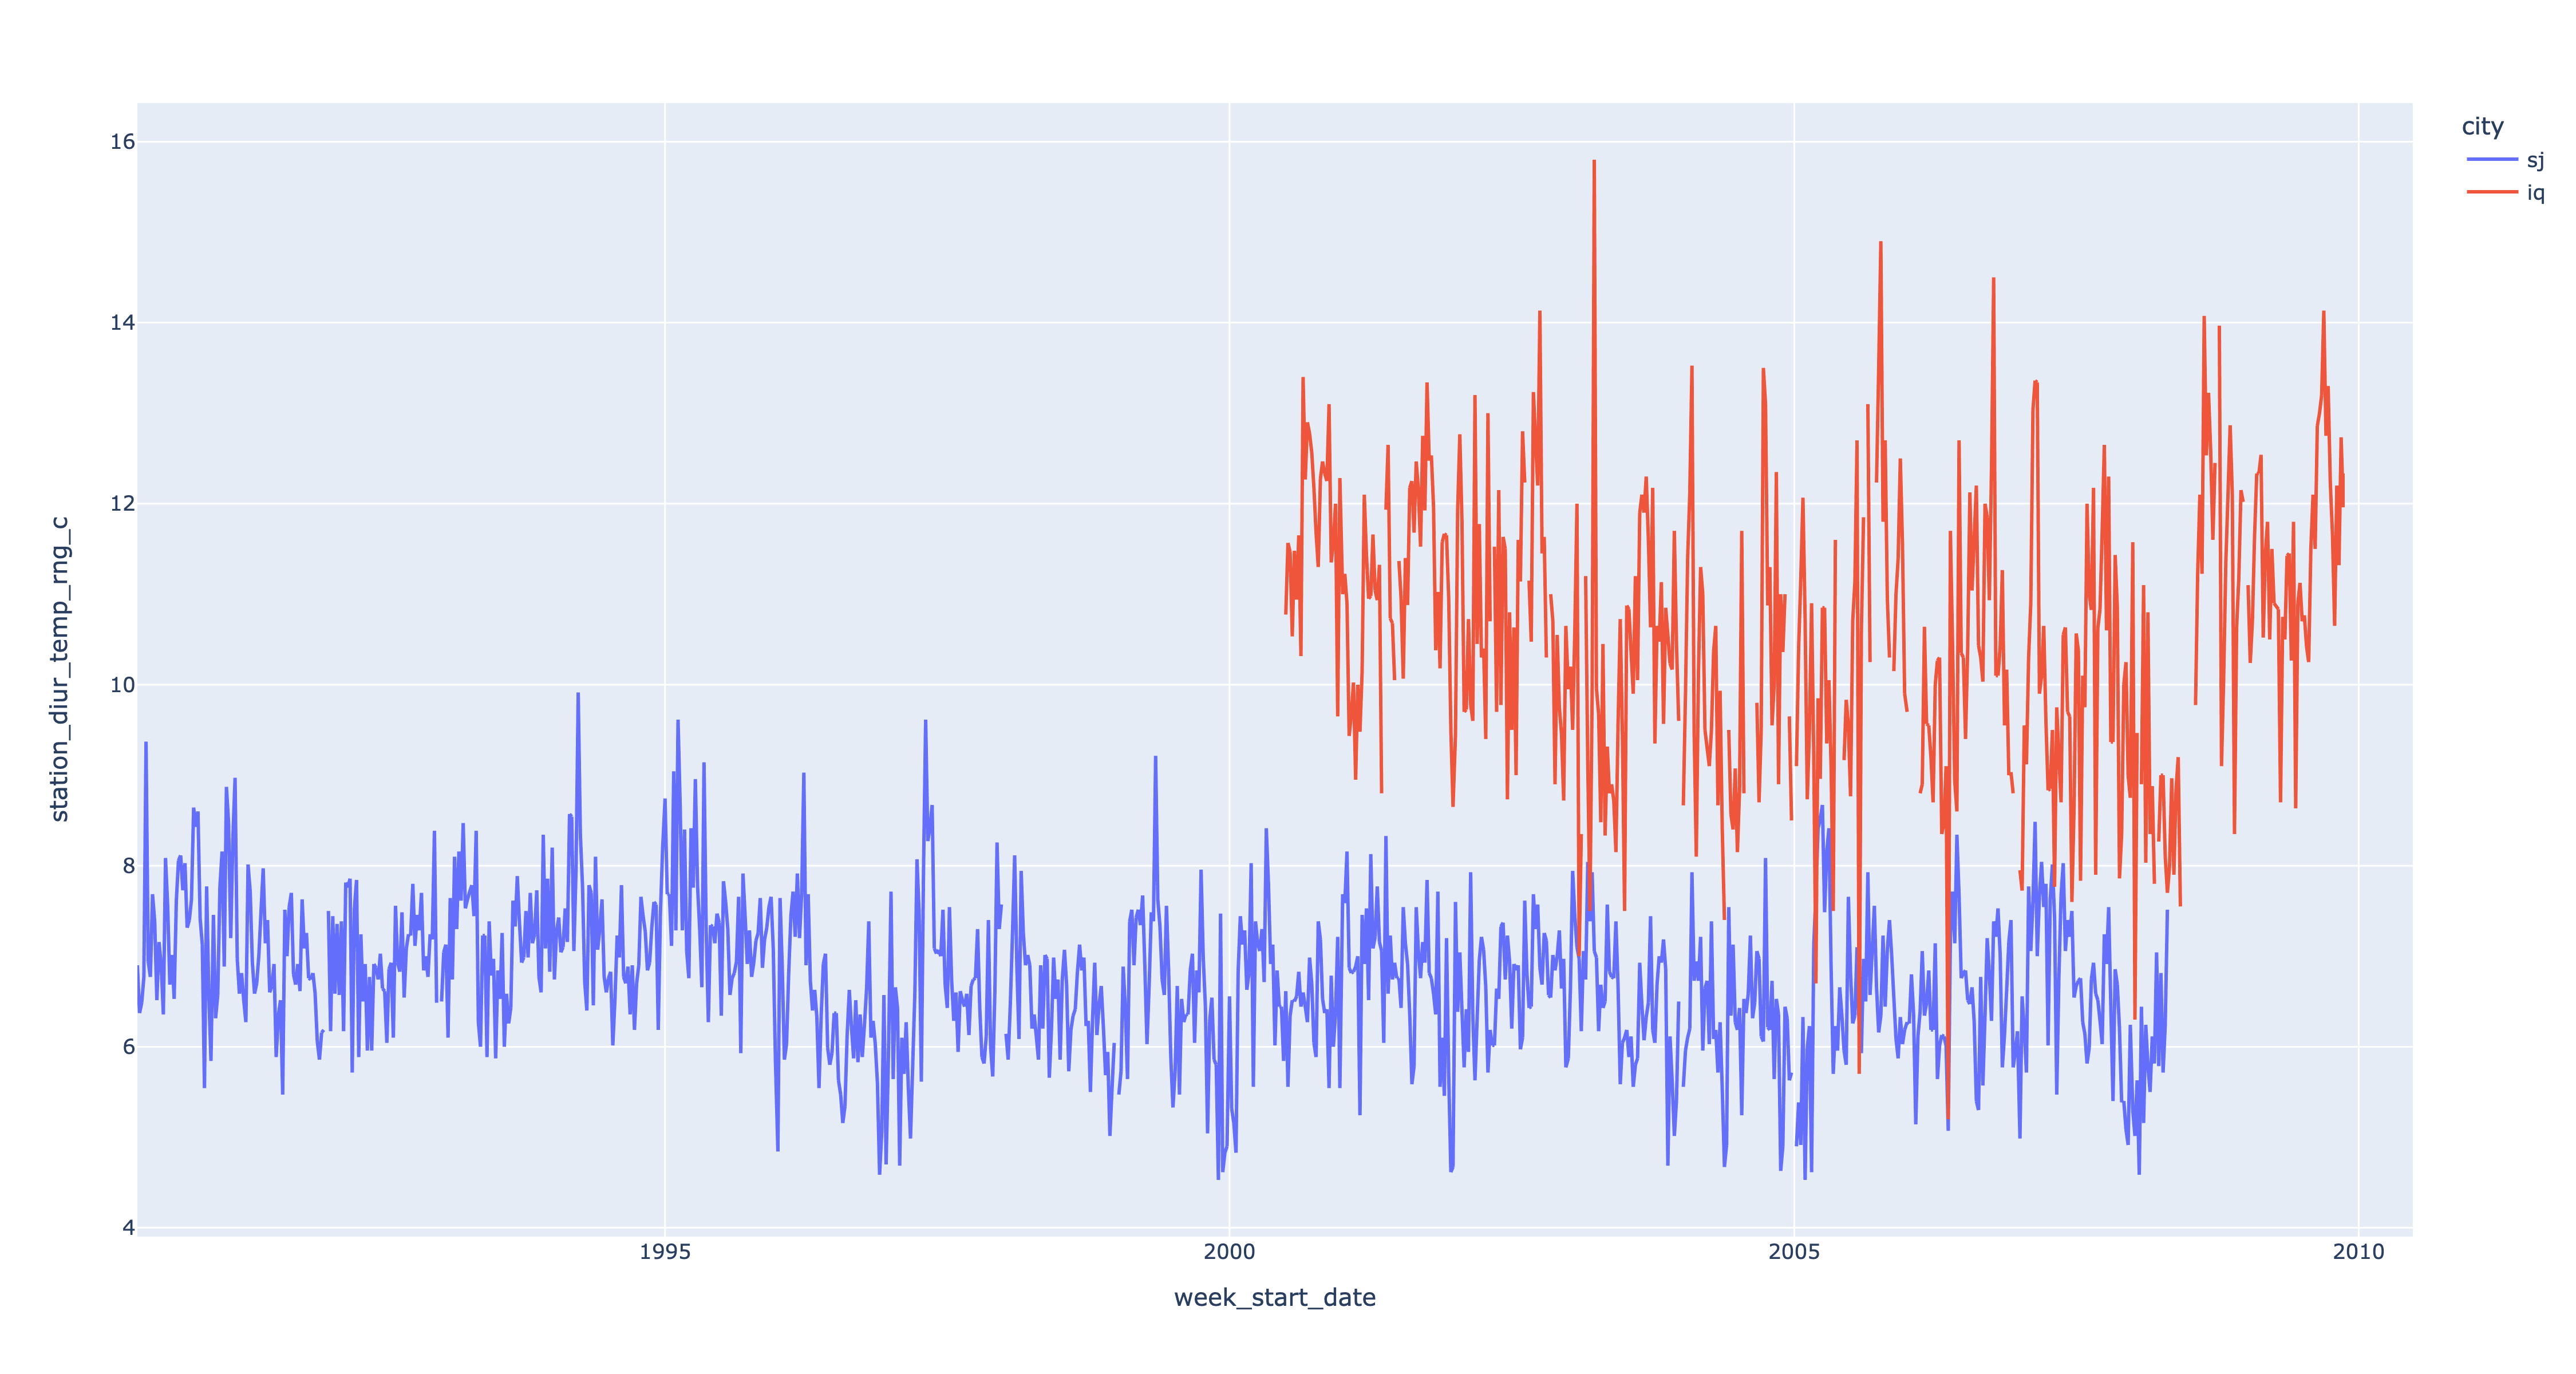 city
sj
iq
station_diur_temp_rng_c
16
14
12
10
8
6
4
1995
2000
2005
2010
week_start_date